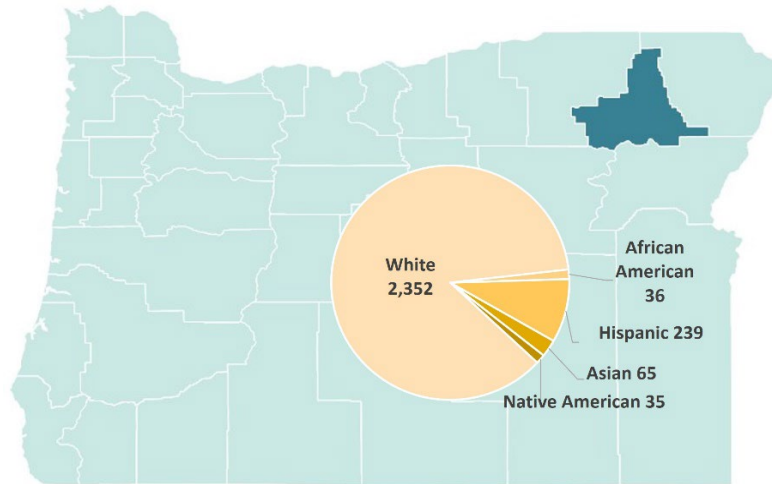 White
2,352
African
American
36
Hispanic 239
Asian 65
Native American 35